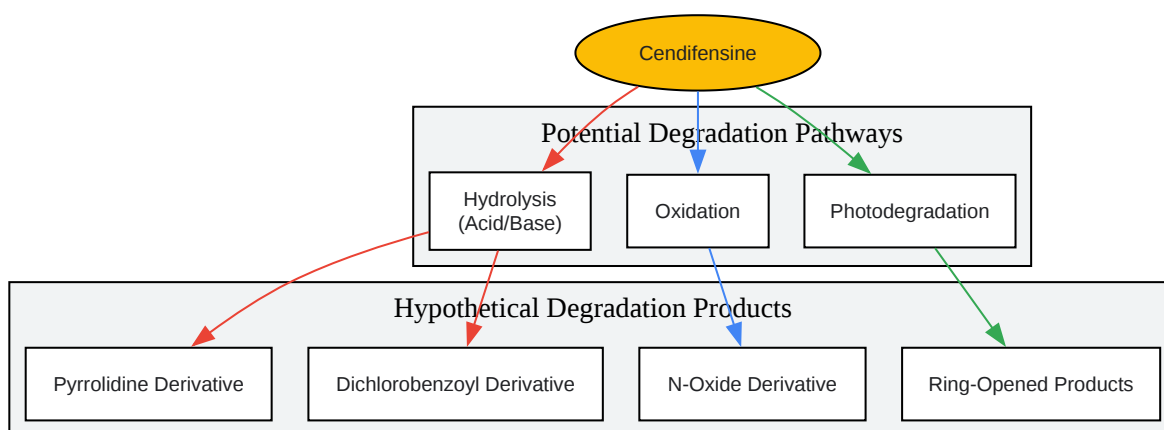 Cendifensine
Potential Degradation Pathways
Hydrolysis
(Acid/Base)
Oxidation
Photodegradation
Hypothetical Degradation Products
Pyrrolidine Derivative
Dichlorobenzoyl Derivative
N-Oxide Derivative
Ring-Opened Products